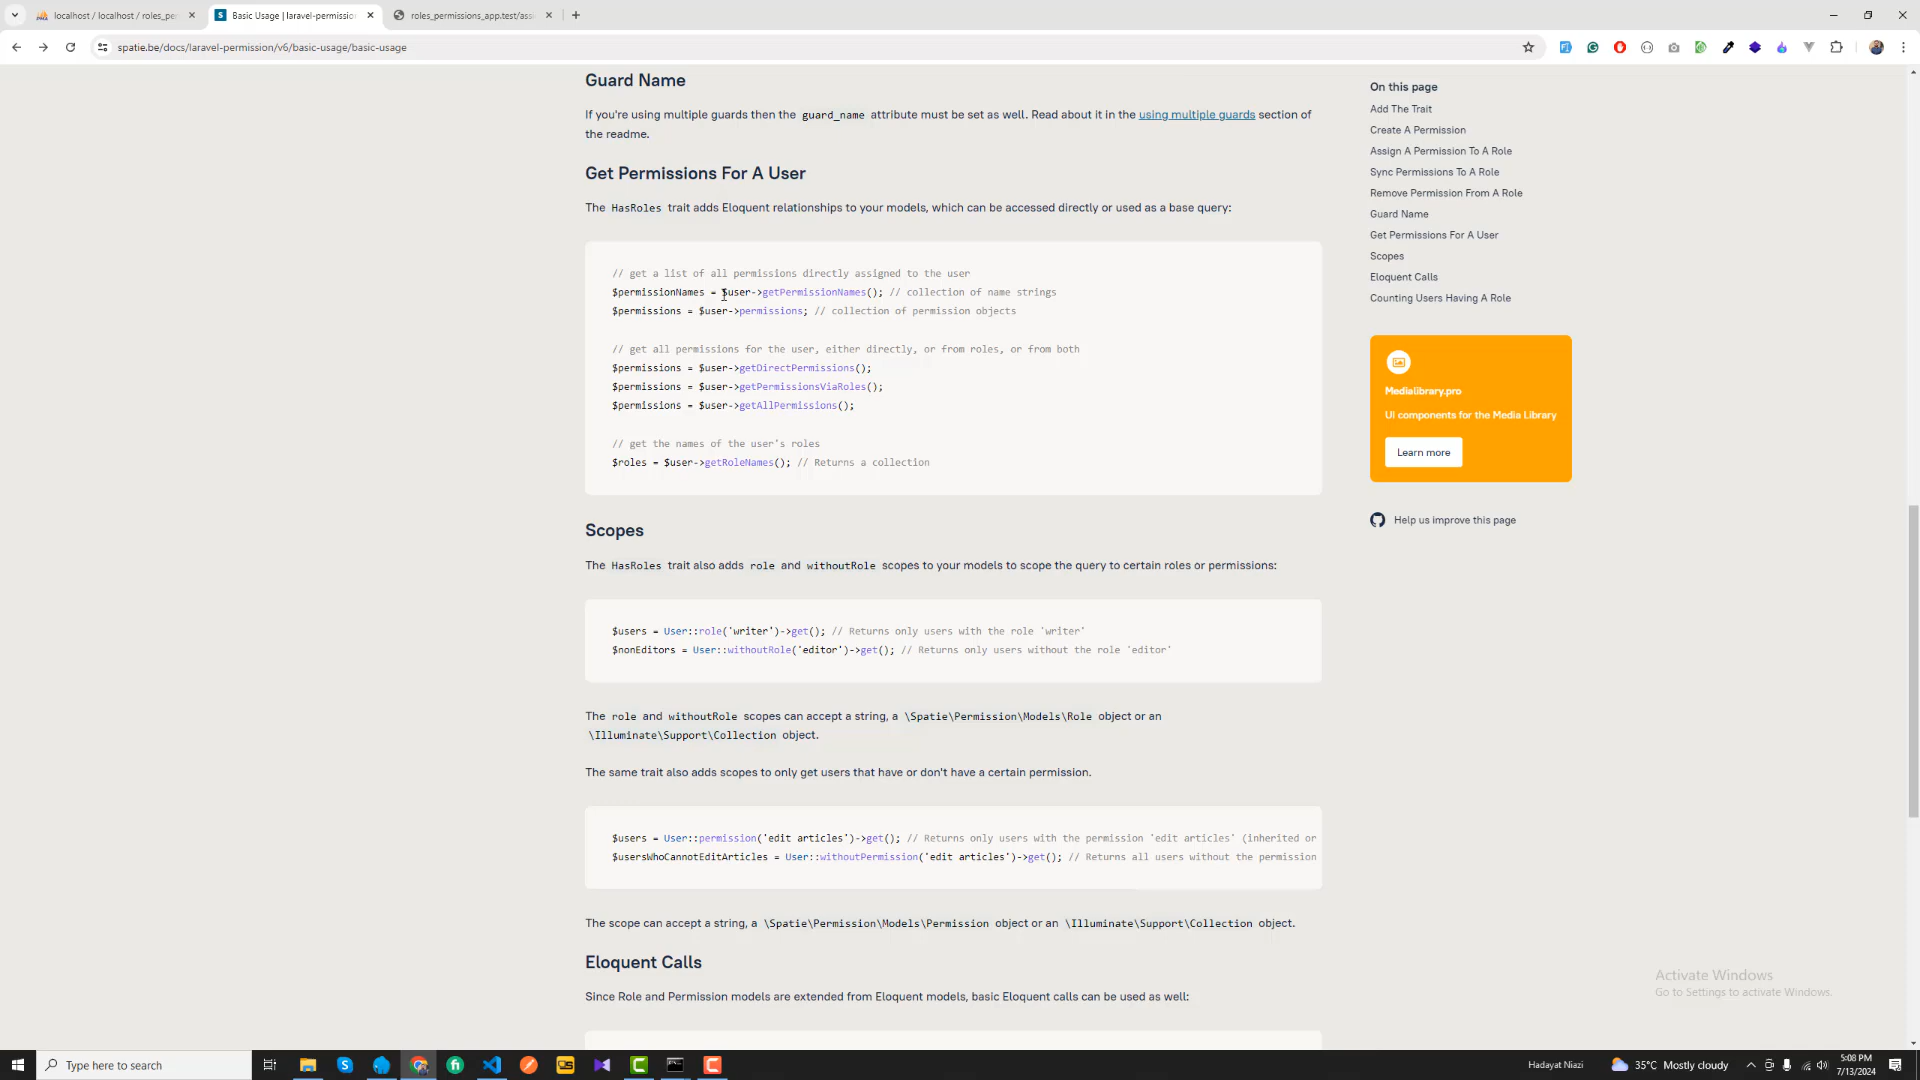 localhost / localhost / roles_pe
Basic Usage | laravel-permissio
roles_permissions_app.test/ass
spatie.be/docs/laravel-permission/v6/basic-usage/basic-usage
Guard Name
If you're using multiple guards then the guard_name attribute must be set as well. Read about it in the using multiple guards section of
the readme.
Get Permissions For A User
The HasRoles trait adds Eloquent relationships to your models, which can be accessed directly or used as a base query:
// get a list of all permissions directly assigned to the user
$permissionNames = $user->getPermissionNames(); // collection of name strings
$permissions = $user->permissions; // collection of permission objects
// get all permissions for the user, either directly, or from roles, or from both
$permissions = $user->getDirectPermissions();
$permissions = $user->getPermissionsViaRoles();
$permissions = $user->getAllPermissions();
// get the names of the user's roles
$roles = $user->getRoleNames(); // Returns a collection
Scopes
The HasRoles trait also adds role and withoutRole scopes to your models to scope the query to certain roles or permissions:
$users = User::role('writer')->get(); // Returns only users with the role 'writer'
$nonEditors = User::withoutRole('editor')->get(); // Returns only users without the role 'editor'
The role and withoutRole scopes can accept a string, a \Spatie\Permission\Models\Role object or an
\Illuminate\Support\Collection object.
The same trait also adds scopes to only get users that have or don't have a certain permission.
$users = User::permission('edit articles')->get(); // Returns only users with the permission 'edit articles' (inherited or
$usersWhoCannotEditArticles = User::withoutPermission('edit articles')->get(); // Returns all users without the permission
The scope can accept a string, a \Spatie\Permission\Models\Permission object or an \Illuminate\Support\Collection object.
Eloquent Calls
Since Role and Permission models are extended from Eloquent models, basic Eloquent calls can be used as well:
On this page
Add The Trait
Create A Permission
Assign A Permission To A Role
Sync Permissions To A Role
Remove Permission From A Role
Guard Name
Get Permissions For A User
Scopes
Eloquent Calls
Counting Users Having A Role
Medialibrary.pro
UI components for the Media Library
Learn more
Help us improve this page
Activate Windows
Go to Settings to activate Windows.
Type here to search
Hadayat Niazi
35°C Mostly cloudy
5:08 PM
7/13/2024